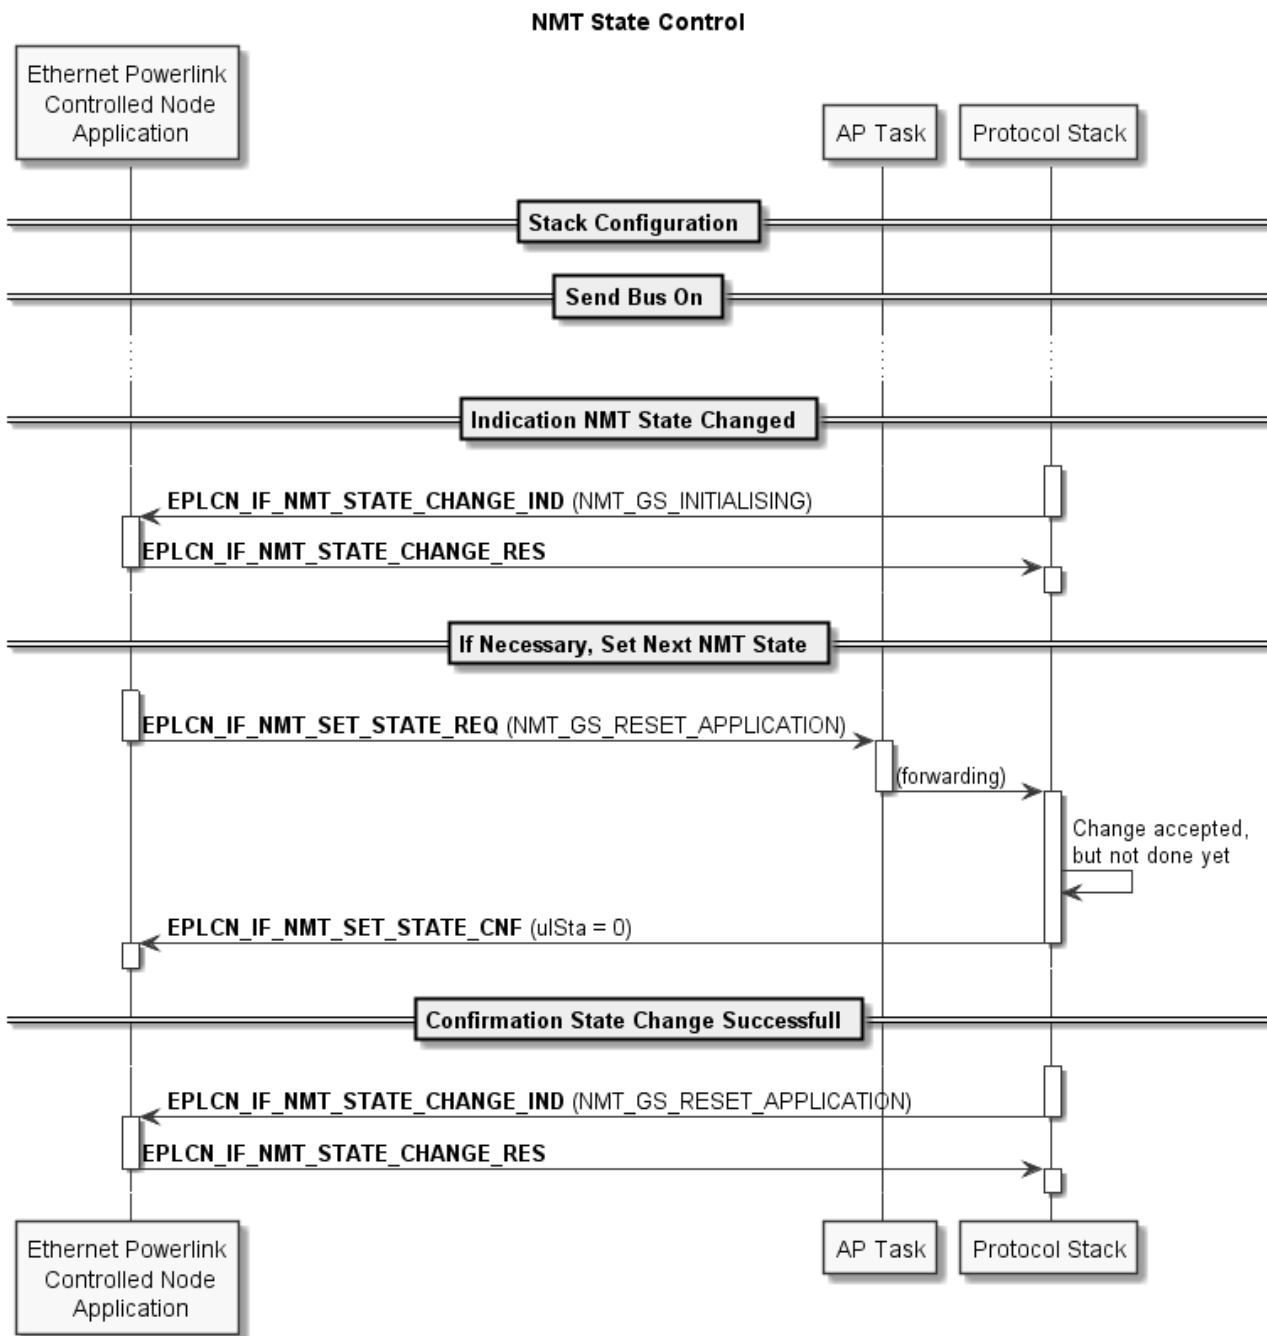 NMT State Control
Ethernet Powerlink
Controlled Node
Application
AP Task
Protocol Stack
Stack Configuration
Send Bus On
Indication NMT State Changed
EPLCN_IF_NMT_STATE_CHANGE_IND (NMT_GS_INITIALISING)
EPLCN_IF_NMT_STATE_CHANGE_RES
If Necessary, Set Next NMT State
EPLCN_IF_NMT_SET_STATE_REQ (NMT_GS_RESET_APPLICATION)
(forwarding)
Change accepted,
but not done yet
EPLCN_IF_NMT_SET_STATE_CNF (ulSta = 0)
Confirmation State Change Successfull
EPLCN_IF_NMT_STATE_CHANGE_IND (NMT_GS_RESET_APPLICATION)
EPLCN_IF_NMT_STATE_CHANGE_RES
Ethernet Powerlink
Controlled Node
Application
AP Task
Protocol Stack